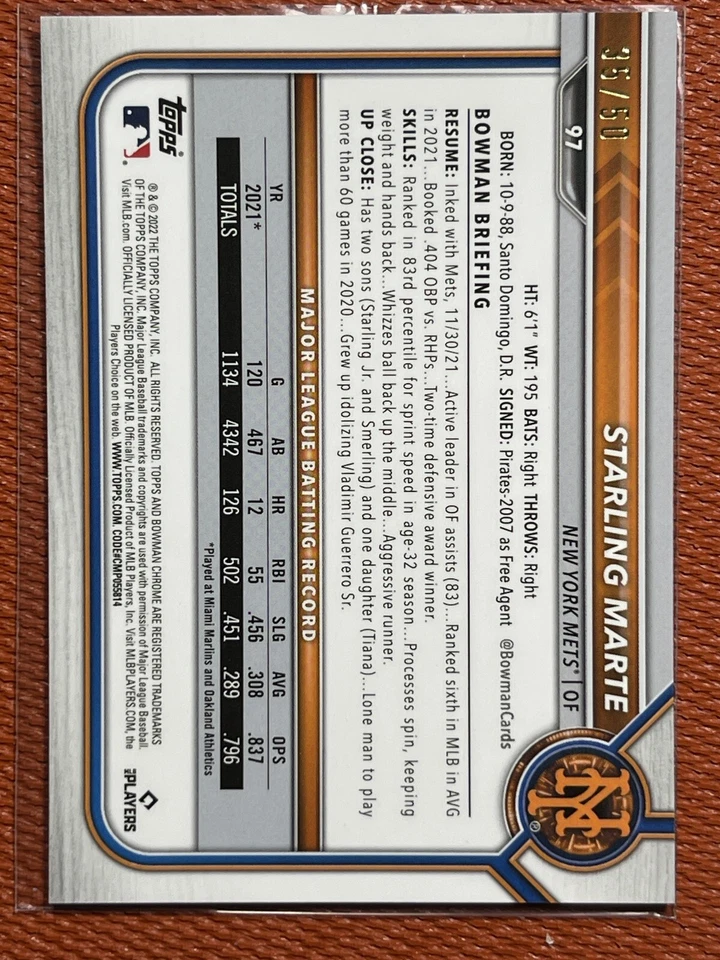 35/50
97
STARLING MARTE
NEW YORK METS® | OF
HT: 6'1" WT: 195 BATS: Right THROWS: Right
BORN: 10-9-88, Santo Domingo, D.R. SIGNED: Pirates-2007 as Free Agent @BowmanCards
BOWMAN BRIEFING
RESUME: Inked with Mets, 11/30/21...Active leader in OF assists (83)...Ranked sixth in MLB in AVG
in 2021...Booked .404 OBP vs. RHPs...Two-time defensive award winner.
SKILLS: Ranked in 83rd percentile for sprint speed in age-32 season...Processes spin, keeping
weight and hands back...Whizzes ball back up the middle...Aggressive runner.
UP CLOSE: Has two sons (Starling Jr. and Smerling) and one daughter (Tiana)...Lone man to play
more than 60 games in 2020...Grew up idolizing Vladimir Guerrero Sr.
MAJOR LEAGUE BATTING RECORD
YR G AB HR RBI SLG AVG OPS
2021* 120 467 12 55 .456 .308 .837
TOTALS 1134 4342 126 502 .451 .289 .796
*Played at Miami Marlins and Oakland Athletics
topps
® & © 2022 THE TOPPS COMPANY, INC. ALL RIGHTS RESERVED. TOPPS AND BOWMAN CHROME ARE REGISTERED TRADEMARKS
OF THE TOPPS COMPANY, INC. Major League Baseball trademarks and copyrights are used with permission of Major League Baseball.
Visit MLB.com. OFFICIALLY LICENSED PRODUCT OF MLB Officially Licensed Product of MLB Players, Inc. Visit MLBPLAYERS.COM, the
Players Choice on the web. WWW.TOPPS.COM. CODE#CMP055814
MLB PLAYERS